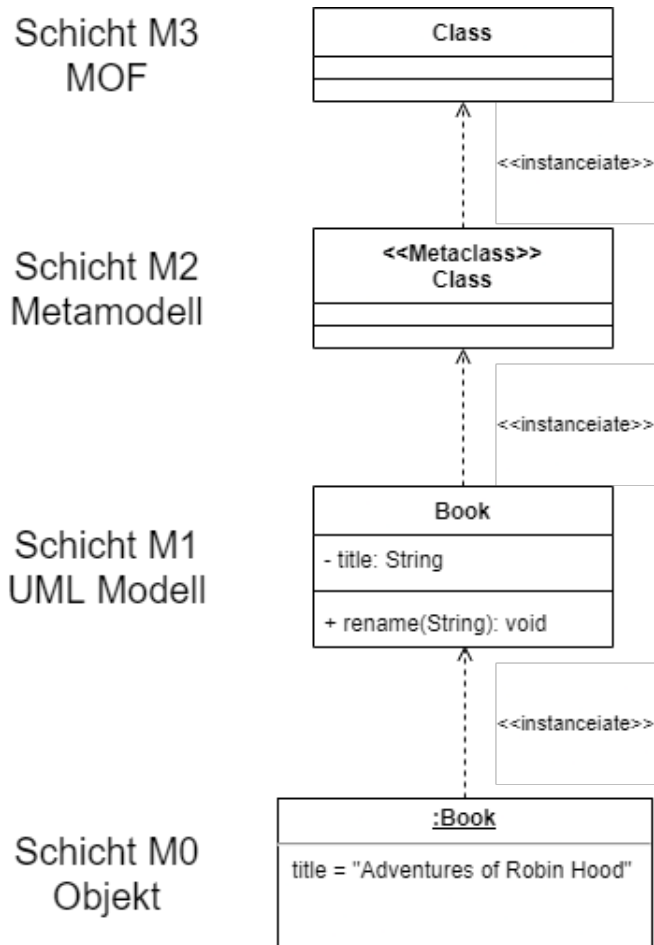 Schicht M3
MOF
Class
<<instanceiate>>
Schicht M2
Metamodell
<<Metaclass>>
Class
<<instanceiate>>
Schicht M1
UML Modell
Book
- title: String
+ rename(String): void
<<instanceiate>>
Schicht M0
Objekt
:Book
title = "Adventures of Robin Hood"